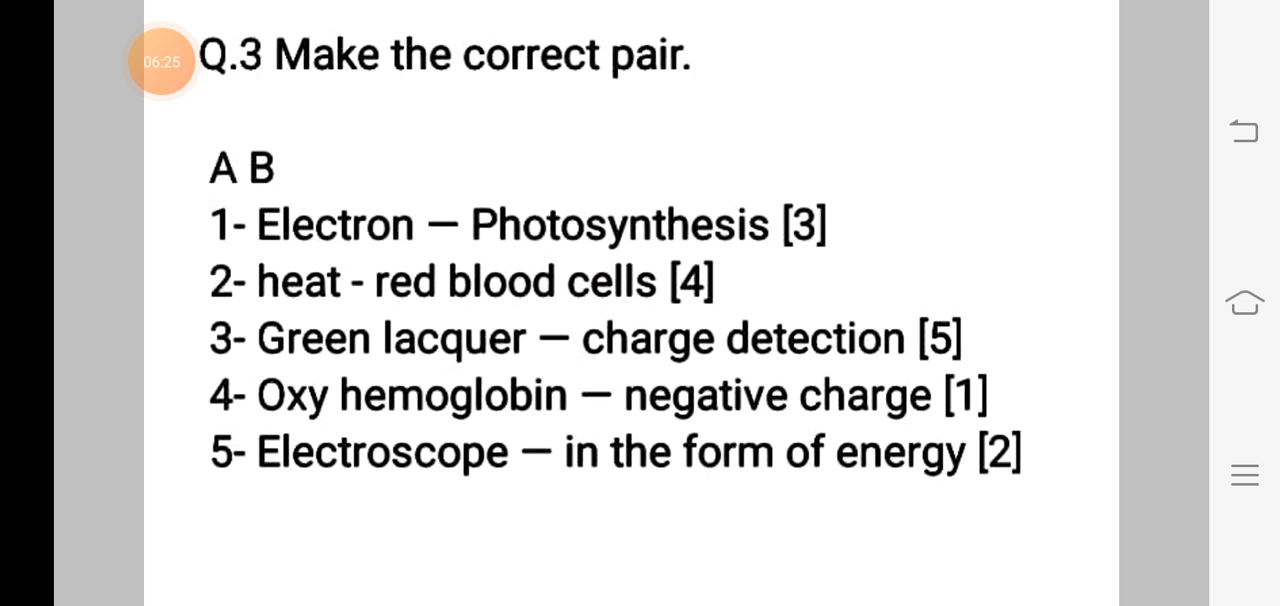 06:25
Q.3 Make the correct pair.
A B
1- Electron – Photosynthesis [3]
2- heat - red blood cells [4]
3- Green lacquer – charge detection [5]
4- Oxy hemoglobin – negative charge [1]
5- Electroscope – in the form of energy [2]